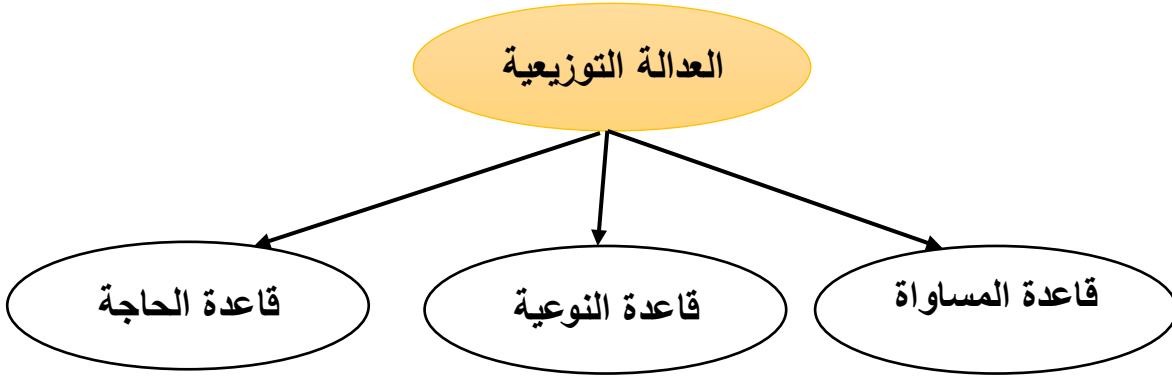 العدالة التوزيعية
قاعدة المساواة
قاعدة النوعية
قاعدة الحاجة